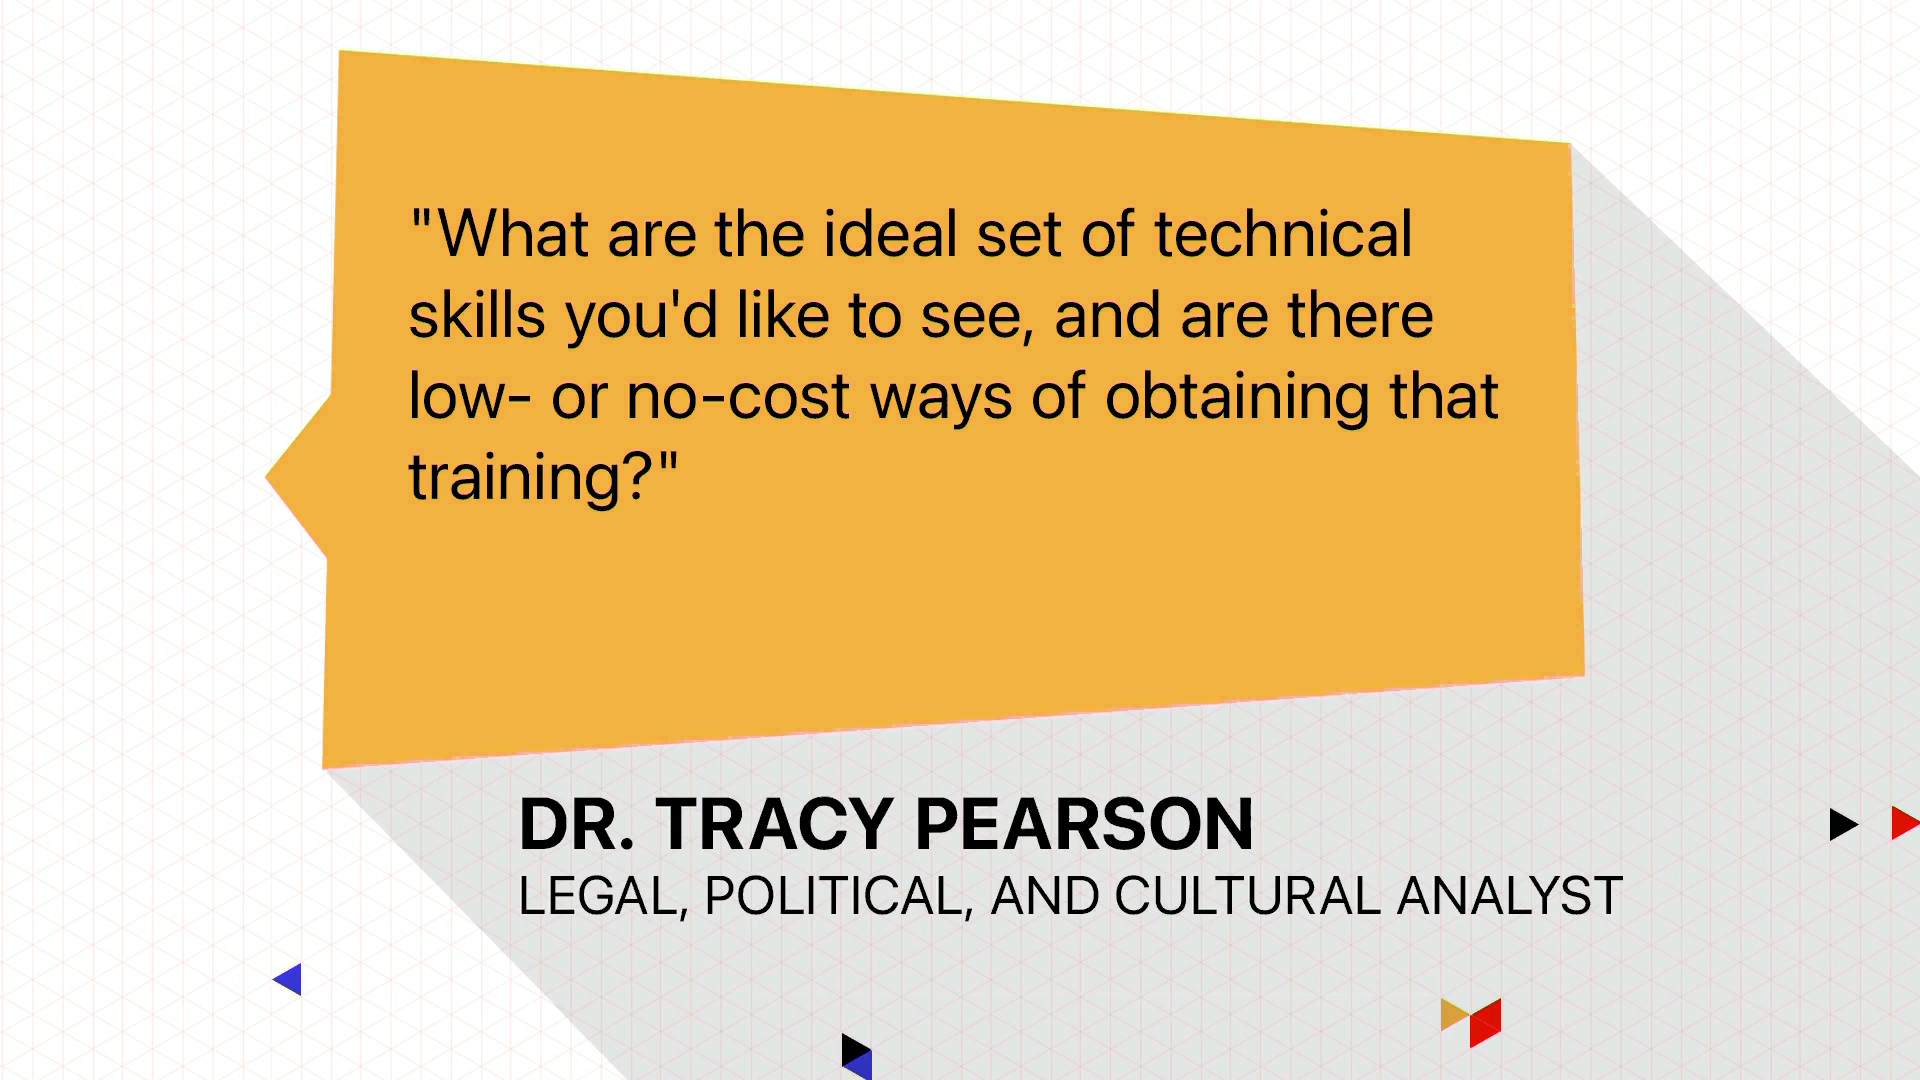 "What are the ideal set of technical
skills you'd like to see, and are there
low- or no-cost ways of obtaining that
training?"
DR. TRACY PEARSON
LEGAL, POLITICAL, AND CULTURAL ANALYST